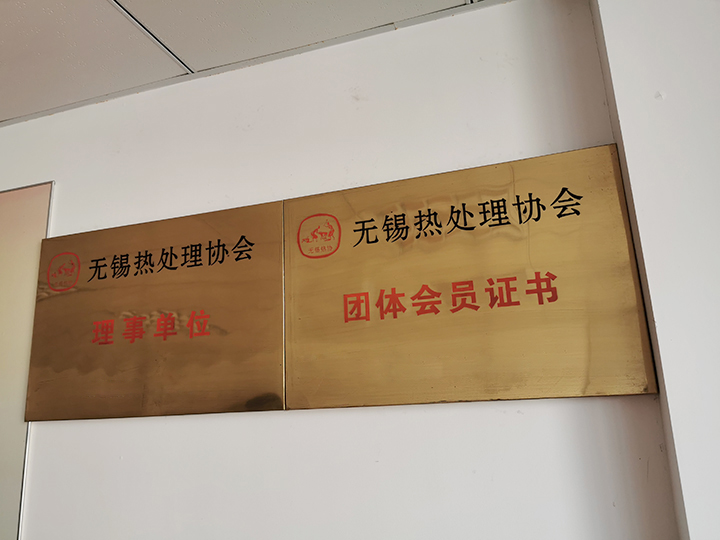 无锡热处理协会
理事单位
无锡热处理协会
团体会员证书